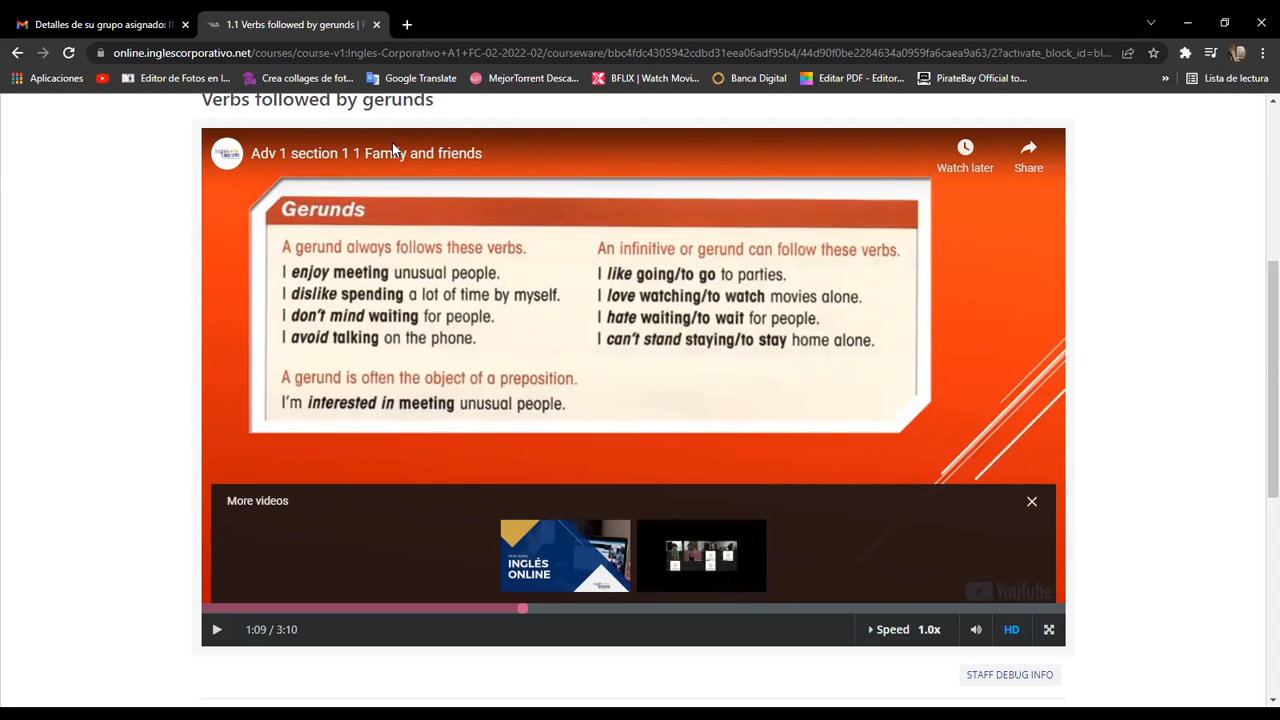 Detalles de su grupo asignado: I
1.1 Verbs followed by gerunds |
online.inglescorporativo.net/courses/course-v1:Ingles-Corporativo+A1+FC-02-2022-02/courseware/bbc4fdc4305942cdbd31eea06adf95b4/44d90f0be2284634a0959fa6caea9a63/2?activate_block_id=bl...
Aplicaciones
Editor de Fotos en l...
Crea collages de fot...
Google Translate
MejorTorrent Desca...
BFLIX | Watch Movi...
Banca Digital
Editar PDF - Editor...
PirateBay Official to...
»
Lista de lectura
Verbs followed by gerunds
Adv 1 section 1 1 Family and friends
Watch later
Share
Gerunds
A gerund always follows these verbs.
I enjoy meeting unusual people.
I dislike spending a lot of time by myself.
I don't mind waiting for people.
I avoid talking on the phone.
A gerund is often the object of a preposition.
I'm interested in meeting unusual people.
An infinitive or gerund can follow these verbs.
I like going/to go to parties.
I love watching/to watch movies alone.
I hate waiting/to wait for people.
I can't stand staying/to stay home alone.
More videos
INGLÉS
ONLINE
YouTube
1:09 / 3:10
Speed 1.0x
HD
STAFF DEBUG INFO